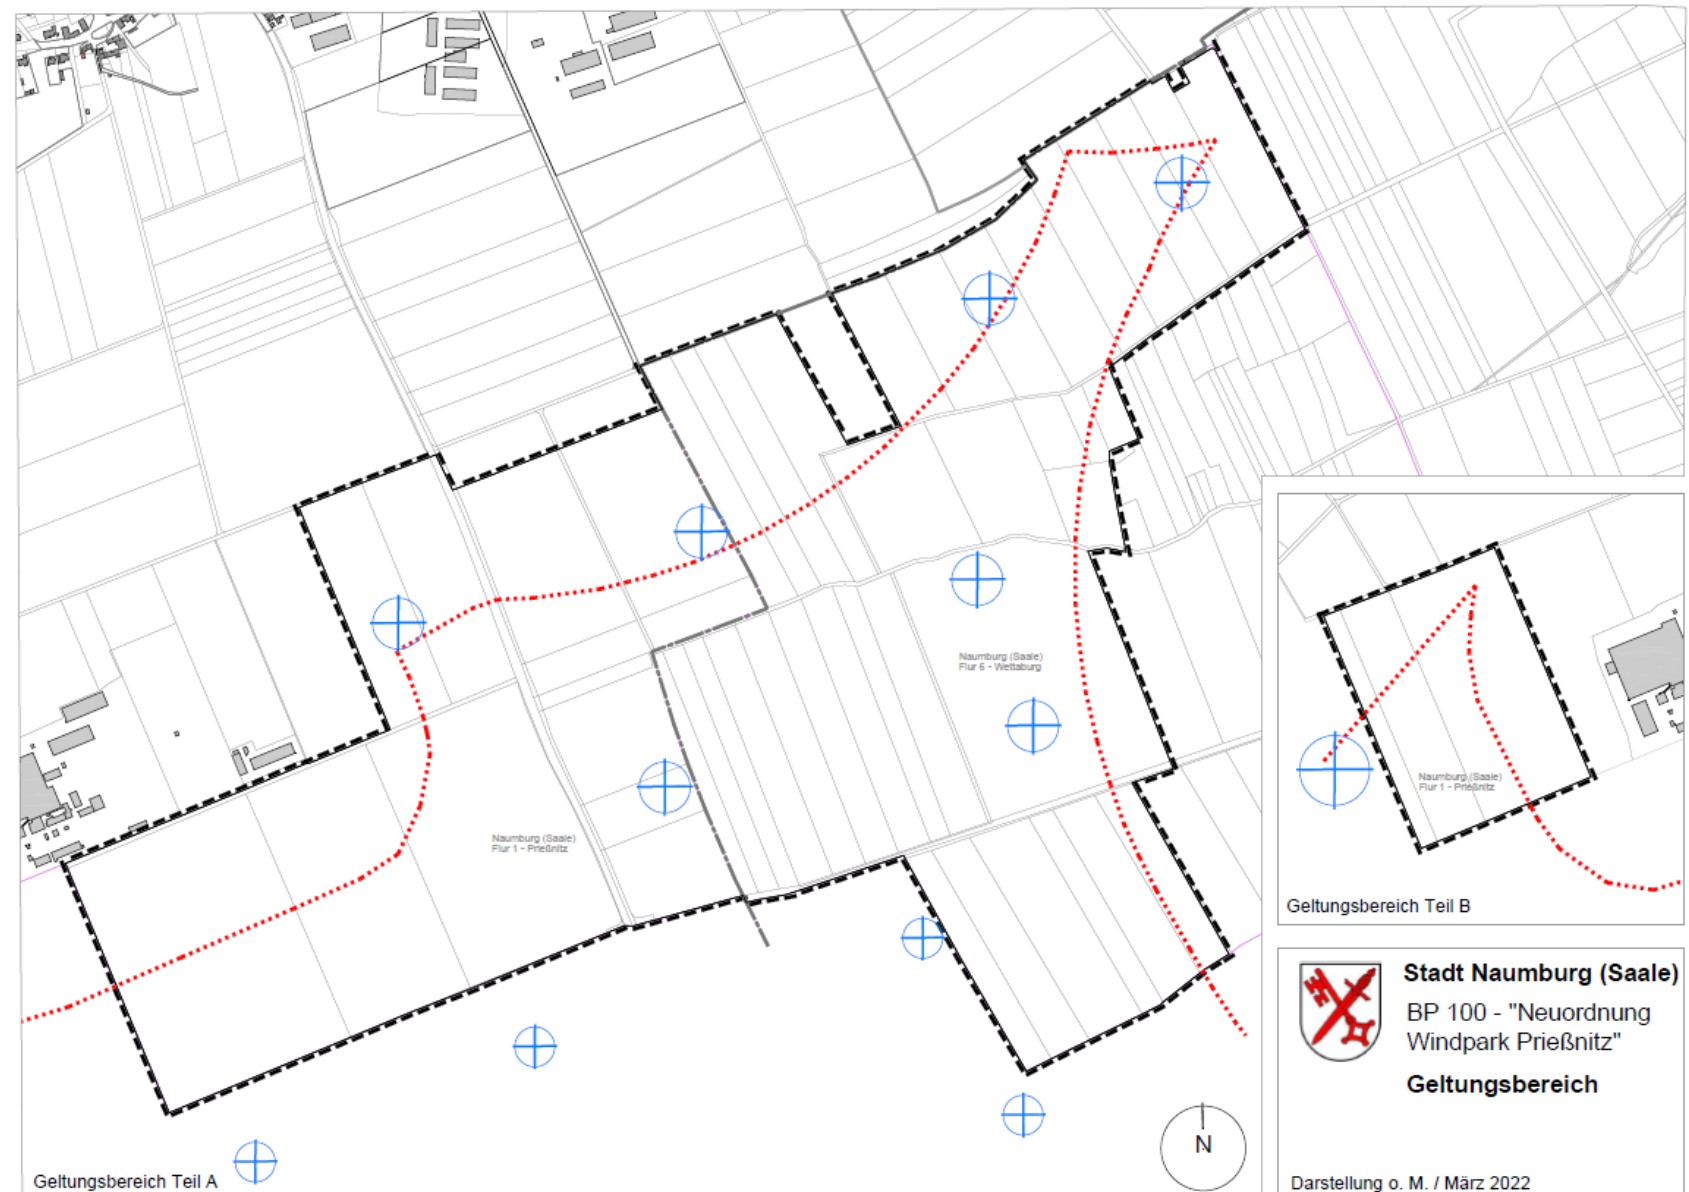 Naumburg (Saale)
Flur 6 - Wettaburg
Naumburg (Saale)
Flur 1 - Prießnitz
Naumburg (Saale)
Flur 1 - Prießnitz
Geltungsbereich Teil B
Stadt Naumburg (Saale)
BP 100 - "Neuordnung
Windpark Prießnitz"
Geltungsbereich
N
Geltungsbereich Teil A
Darstellung o. M. / März 2022